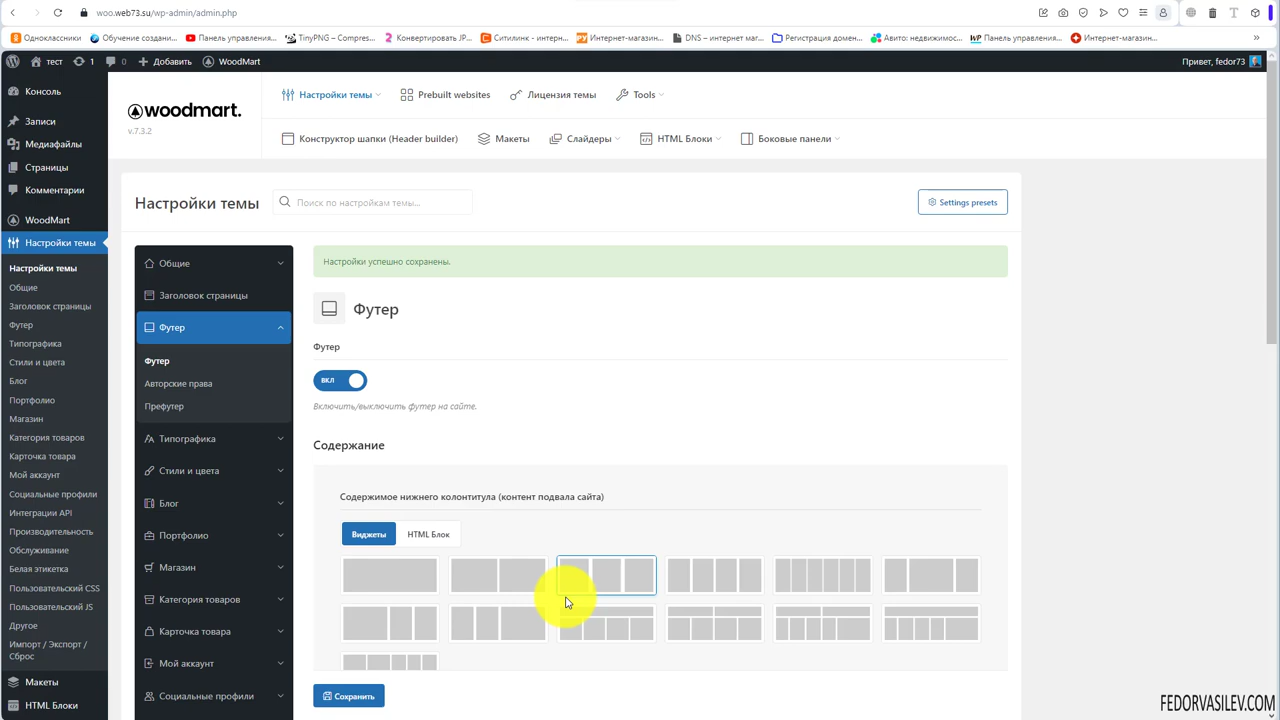 woo.web73.su/wp-admin/admin.php
Одноклассники
Обучение создани...
Панель управления...
TinyPNG – Compres...
Конвертировать JP...
Ситилинк - интерн...
Интернет-магазин...
DNS – интернет маг...
Регистрация домен...
Авито: недвижимос...
Панель управления...
Интернет-магазин...
тест
1
0
Добавить
WoodMart
Привет, fedor73
Консоль
Записи
Медиафайлы
Страницы
Комментарии
WoodMart
Настройки темы
Настройки темы
Общие
Заголовок страницы
Футер
Типографика
Стили и цвета
Блог
Портфолио
Магазин
Категория товаров
Карточка товара
Мой аккаунт
Социальные профили
Интеграции API
Производительность
Обслуживание
Белая этикетка
Пользовательский CSS
Пользовательский JS
Другое
Импорт / Экспорт /
Сброс
Макеты
HTML Блоки
woodmart.
v.7.3.2
Настройки темы
Prebuilt websites
Лицензия темы
Tools
Конструктор шапки (Header builder)
Макеты
Слайдеры
HTML Блоки
Боковые панели
Настройки темы
Поиск по настройкам темы...
Settings presets
Общие
Заголовок страницы
Футер
Футер
Авторские права
Префутер
Типографика
Стили и цвета
Блог
Портфолио
Магазин
Категория товаров
Карточка товара
Мой аккаунт
Социальные профили
Настройки успешно сохранены.
Футер
Футер
ВКЛ
Включить/выключить футер на сайте.
Содержание
Содержимое нижнего колонтитула (контент подвала сайта)
Виджеты
HTML Блок
Сохранить
FEDORVASILEV.COM